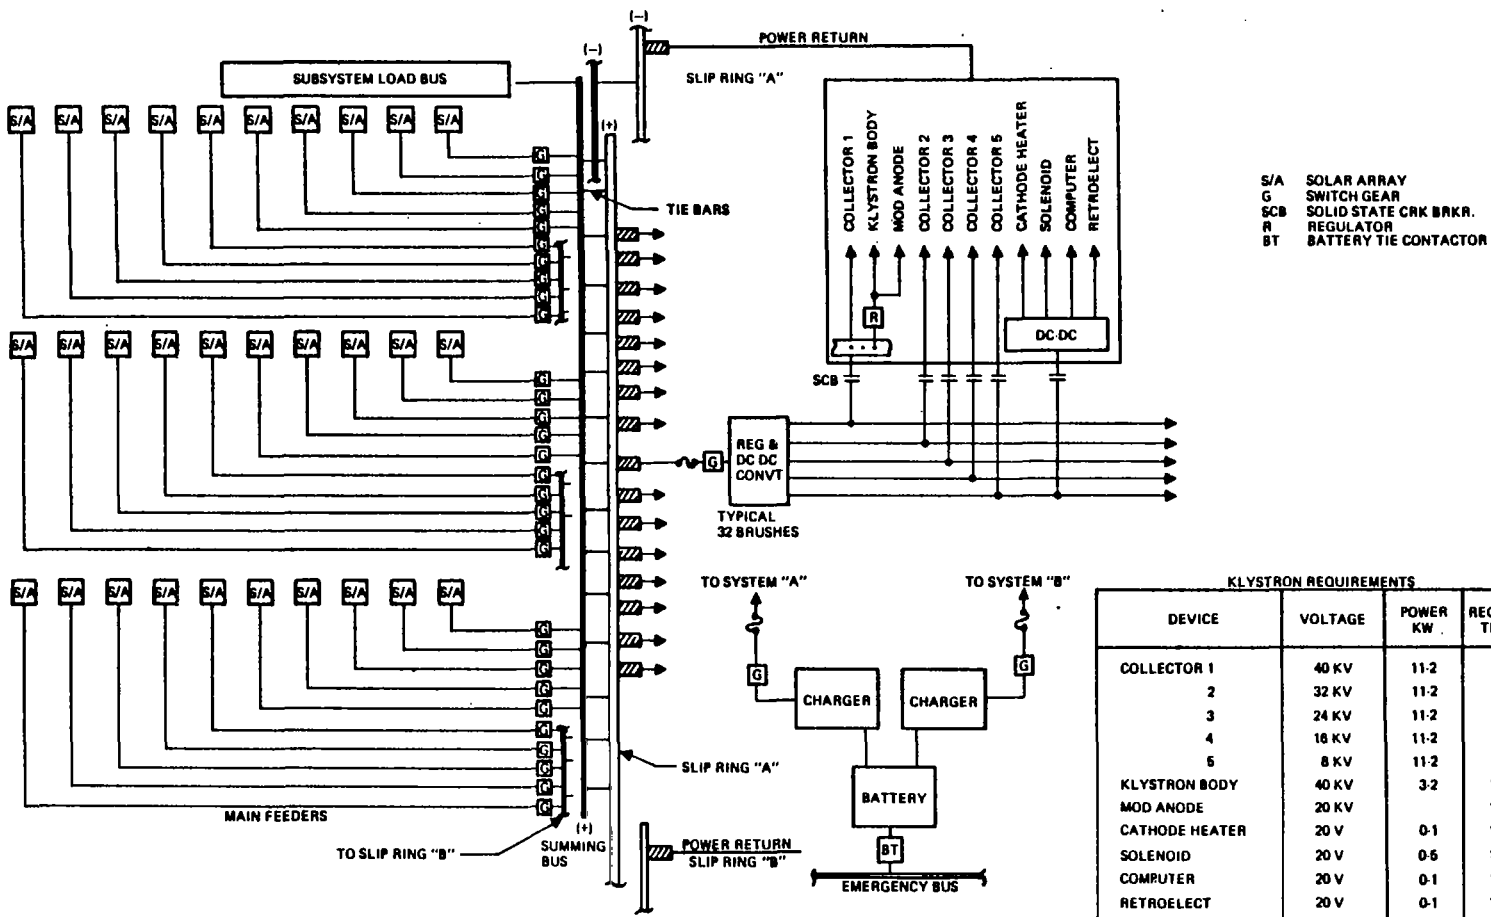 (-)
POWER RETURN
(-)
SUBSYSTEM LOAD BUS
SLIP RING "A"
S/A S/A S/A S/A S/A S/A S/A S/A S/A S/A
(+)
G
G
G
G
G
G
G
G
G
G
TIE BARS
COLLECTOR 1
KLYSTRON BODY
MOD ANODE
COLLECTOR 2
COLLECTOR 3
COLLECTOR 4
COLLECTOR 5
CATHODE HEATER
SOLENOID
COMPUTER
RETROELECT
R
DC-DC
SCB
S/A SOLAR ARRAY
G SWITCH GEAR
SCB SOLID STATE CRK BRKR.
R REGULATOR
BT BATTERY TIE CONTACTOR
S/A S/A S/A S/A S/A S/A S/A S/A S/A S/A
G
G
G
G
G
G
G
G
G
G
G
REG &
DC DC
CONVT
TYPICAL
32 BRUSHES
S/A S/A S/A S/A S/A S/A S/A S/A S/A S/A
G
G
G
G
G
G
G
G
G
G
MAIN FEEDERS
TO SLIP RING "B"
(+)
SUMMING
BUS
SLIP RING "A"
POWER RETURN
SLIP RING "B"
TO SYSTEM "A"
TO SYSTEM "B"
G
G
CHARGER
CHARGER
BATTERY
BT
EMERGENCY BUS
KLYSTRON REQUIREMENTS
DEVICE VOLTAGE POWER
KW
COLLECTOR 1 40 KV 11-2
2 32 KV 11-2
3 24 KV 11-2
4 16 KV 11-2
5 8 KV 11-2
KLYSTRON BODY 40 KV 3-2
MOD ANODE 20 KV
CATHODE HEATER 20 V 0-1
SOLENOID 20 V 0-6
COMPUTER 20 V 0-1
RETROELECT 20 V 0-1